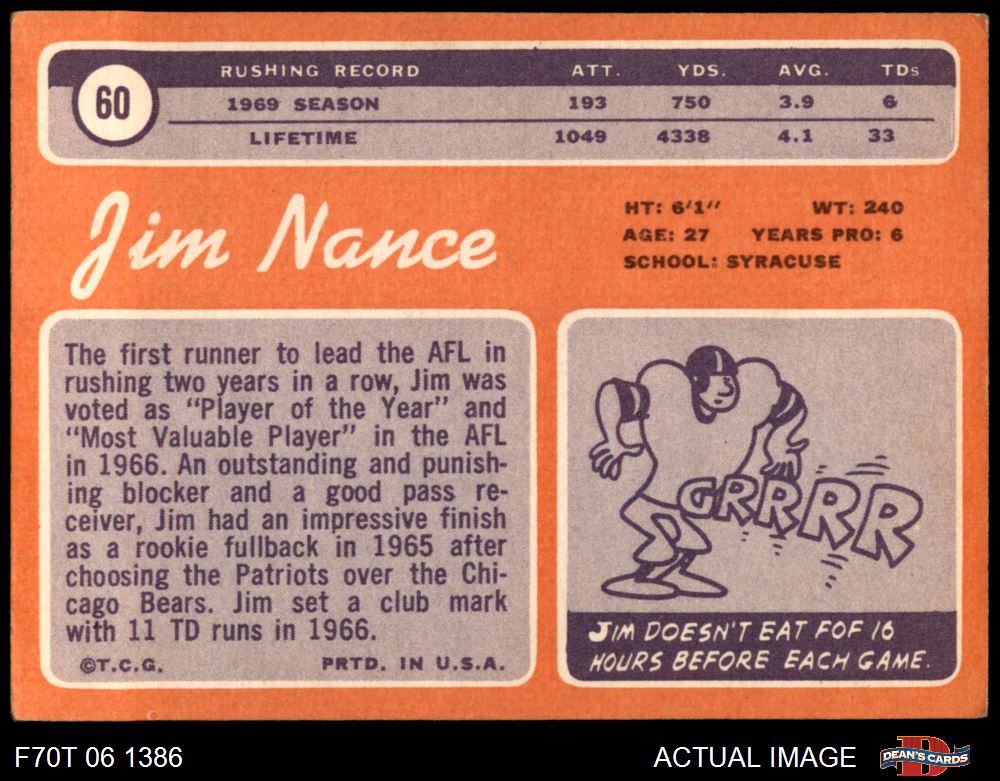 60
RUSHING RECORD ATT. YDS. AVG. TDs
1969 SEASON 193 750 3.9 6
LIFETIME 1049 4338 4.1 33
Jim Nance
HT: 6'1" WT: 240
AGE: 27 YEARS PRO: 6
SCHOOL: SYRACUSE
The first runner to lead the AFL in
rushing two years in a row, Jim was
voted as “Player of the Year” and
“Most Valuable Player” in the AFL
in 1966. An outstanding and punish-
ing blocker and a good pass re-
ceiver, Jim had an impressive finish
as a rookie fullback in 1965 after
choosing the Patriots over the Chi-
cago Bears. Jim set a club mark
with 11 TD runs in 1966.
©T.C.G. PRTD. IN U.S.A.
GRRRR
JIM DOESN'T EAT FOF 16
HOURS BEFORE EACH GAME.
F70T 06 1386
ACTUAL IMAGE
D
DEAN'S CARDS